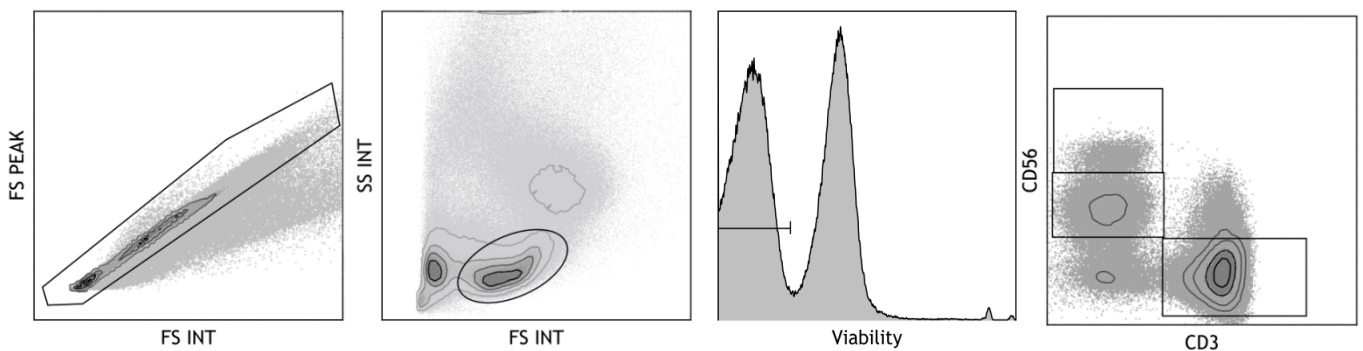 FS PEAK
FS INT
SS INT
FS INT
Viability
CD56
CD3